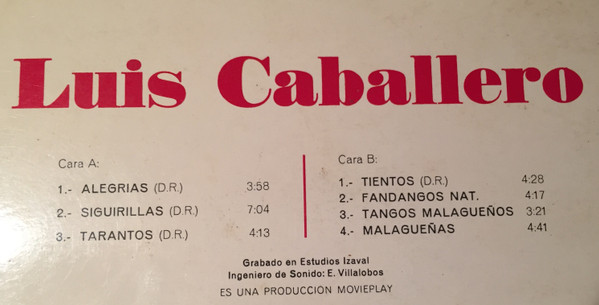 Luis Caballero
Cara A:
1.- ALEGRIAS (D.R.) 3:58
2.- SIGUIRILLAS (D.R.) 7:04
3.- TARANTOS (D.R.) 4:13
Cara B:
1.- TIENTOS (D.R.) 4:28
2.- FANDANGOS NAT. 4:17
3.- TANGOS MALAGUEÑOS 3:21
4.- MALAGUEÑAS 4:41
Grabado en Estudios Izaval
Ingeniero de Sonido: E. Villalobos
ES UNA PRODUCCION MOVIEPLAY